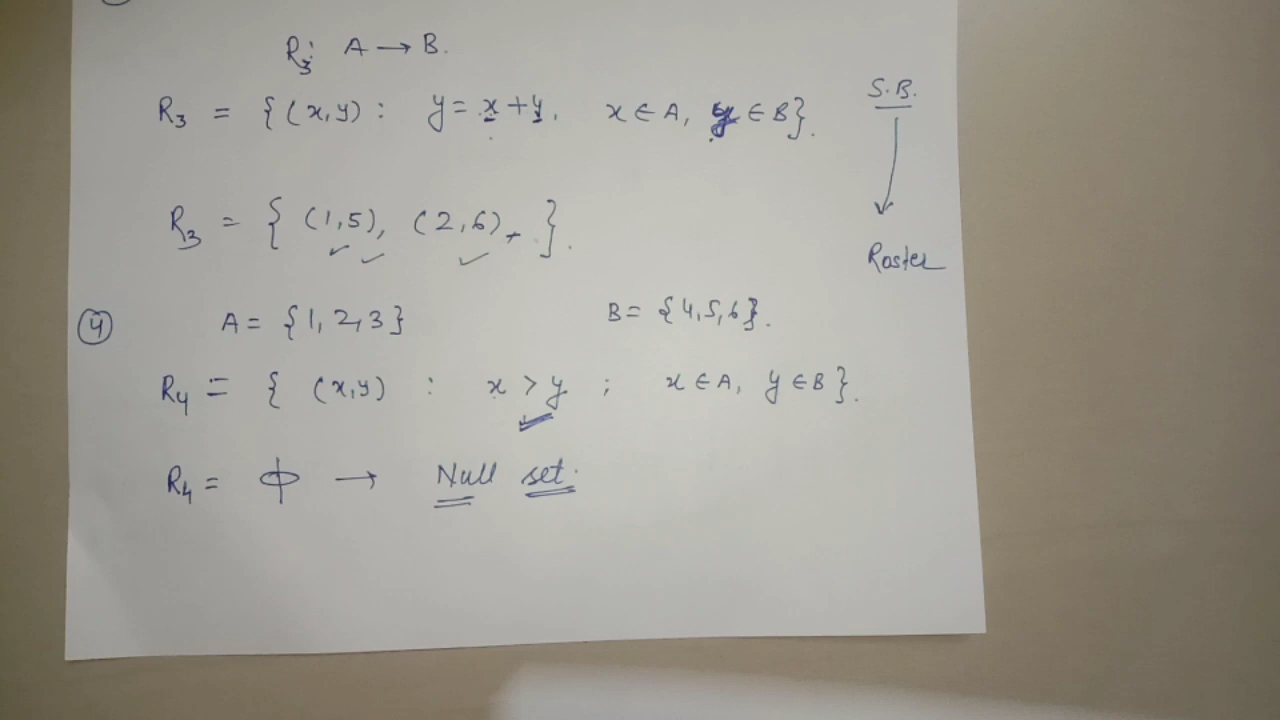 R₃: A → B.
R₃ = {(x,y) : y = x + y, x ∈ A, y ∈ B}.
S.B.
R₃ = { (1,5), (2,6), }.
Roster
④ A = {1,2,3} B = {4,5,6}.
R₄ := { (x,y) : x > y ; x ∈ A, y ∈ B}.
R₄ = ϕ → Null set.